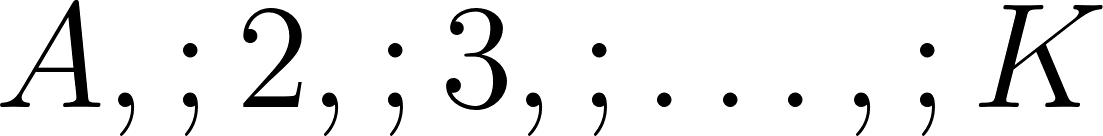 A, ; 2, ; 3, ; . . . , ; K